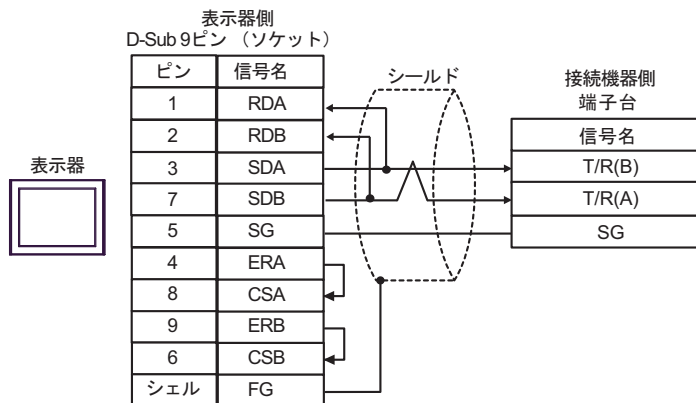 表示器側
D-Sub 9ピン （ソケット）
ピン 信号名
1 RDA
2 RDB
3 SDA
7 SDB
5 SG
4 ERA
8 CSA
9 ERB
6 CSB
シェル FG
表示器
シールド
接続機器側
端子台
信号名
T/R(B)
T/R(A)
SG